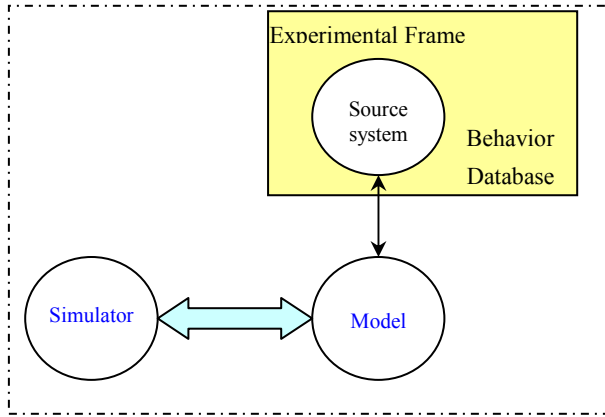 Experimental Frame
Source
system
Behavior
Database
Simulator
Model